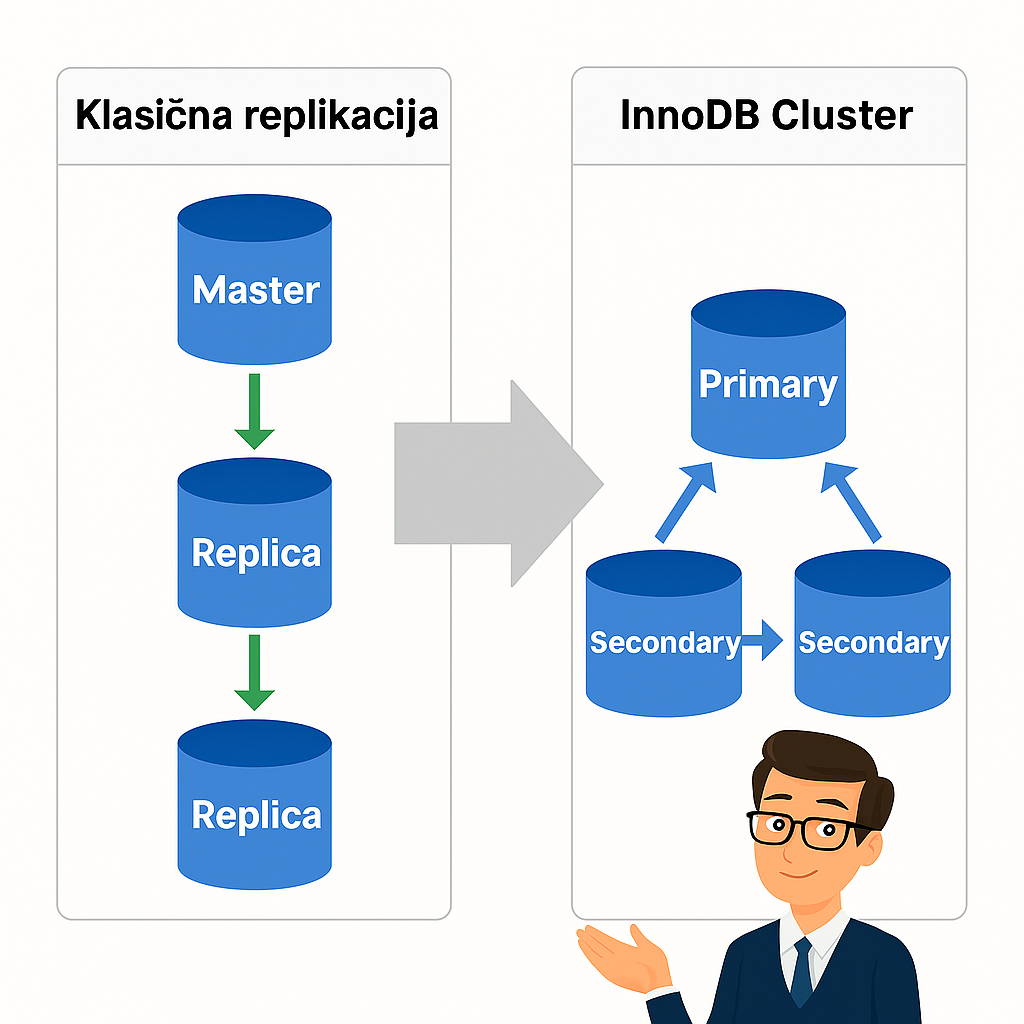 Klasična replikacija
Master
Replica
Replica
InnoDB Cluster
Primary
Secondary
Secondary